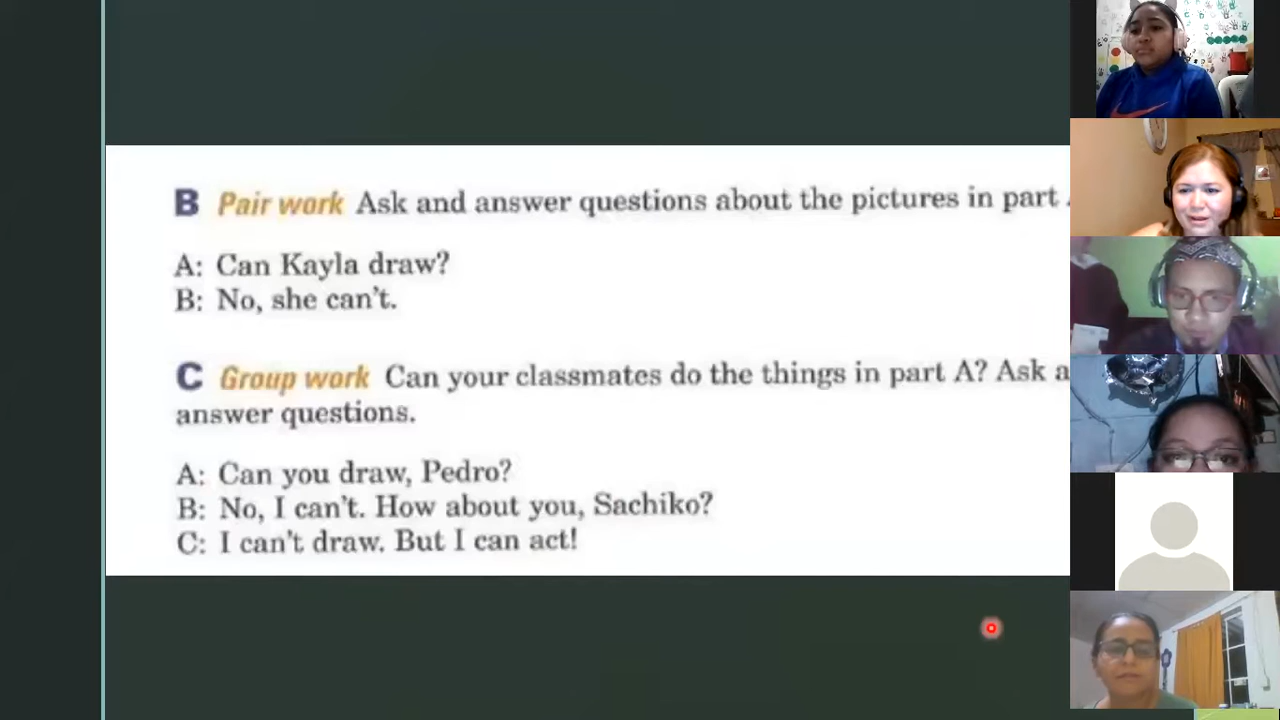 B Pair work Ask and answer questions about the pictures in part
A: Can Kayla draw?
B: No, she can't.
C Group work Can your classmates do the things in part A? Ask a
answer questions.
A: Can you draw, Pedro?
B: No, I can't. How about you, Sachiko?
C: I can't draw. But I can act!